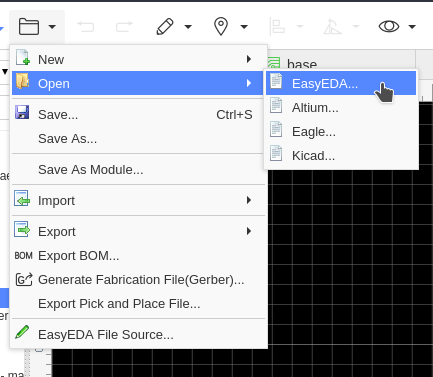 New
base
Open
EasyEDA...
Altium...
Save...
Ctrl+S
Eagle...
Save As...
Kicad...
Save As Module...
Import
Export
BOM
Export BOM...
G
Generate Fabrication File(Gerber)...
Export Pick and Place File...
EasyEDA File Source...
- ma